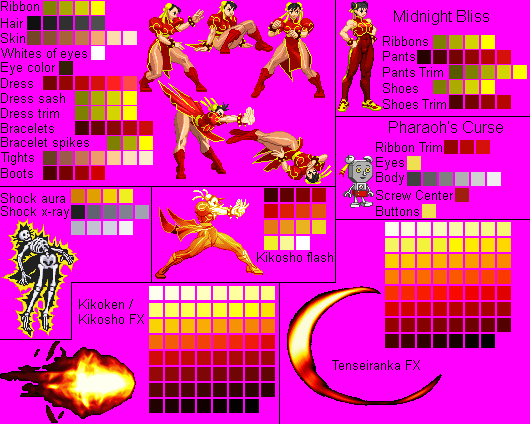 Ribbon
Hair
Skin
Whites of eyes
Eye color
Dress
Dress sash
Dress trim
Bracelets
Bracelet spikes
Tights
Boots
Midnight Bliss
Ribbons
Pants
Pants Trim
Shoes
Shoes Trim
Pharaoh's Curse
Ribbon Trim
Eyes
Body
Screw Center
Buttons
Shock aura
Shock x-ray
Kikosho flash
Kikoken /
Kikosho FX
Tenseiranka FX